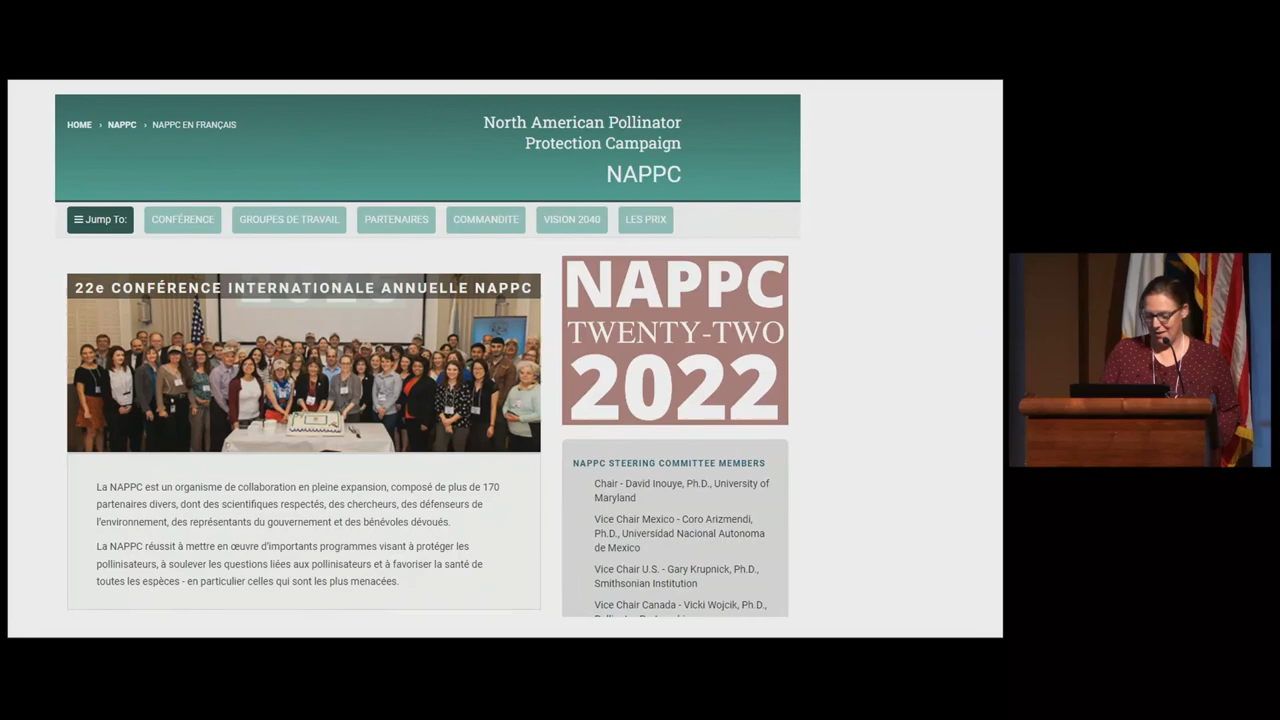 HOME › NAPPC › NAPPC EN FRANÇAIS
North American Pollinator
Protection Campaign
NAPPC
Jump To:
CONFÉRENCE
GROUPES DE TRAVAIL
PARTENAIRES
COMMANDITE
VISION 2040
LES PRIX
22e CONFÉRENCE INTERNATIONALE ANNUELLE NAPPC
La NAPPC est un organisme de collaboration en pleine expansion, composé de plus de 170
partenaires divers, dont des scientifiques respectés, des chercheurs, des défenseurs de
l'environnement, des représentants du gouvernement et des bénévoles dévoués.
La NAPPC réussit à mettre en œuvre d'importants programmes visant à protéger les
pollinisateurs, à soulever les questions liées aux pollinisateurs et à favoriser la santé de
toutes les espèces - en particulier celles qui sont les plus menacées.
NAPPC
TWENTY-TWO
2022
NAPPC STEERING COMMITTEE MEMBERS
Chair - David Inouye, Ph.D., University of
Maryland
Vice Chair Mexico - Coro Arizmendi,
Ph.D., Universidad Nacional Autonoma
de Mexico
Vice Chair U.S. - Gary Krupnick, Ph.D.,
Smithsonian Institution
Vice Chair Canada - Vicki Wojcik, Ph.D.,